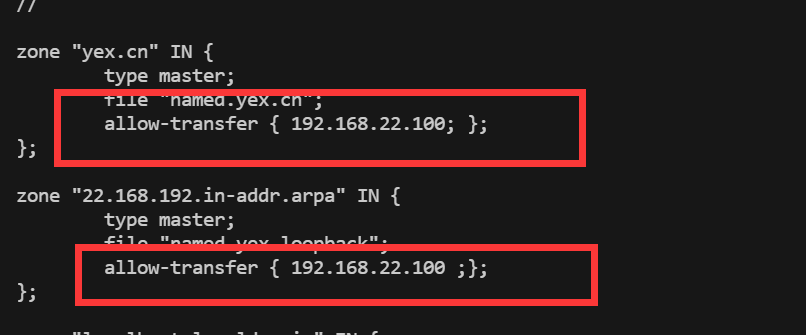 //
zone "yex.cn" IN {
type master;
file "named.yex.cn";
allow-transfer { 192.168.22.100; };
};
zone "22.168.192.in-addr.arpa" IN {
type master;
file "named.yex.loopback";
allow-transfer { 192.168.22.100 ;};
};